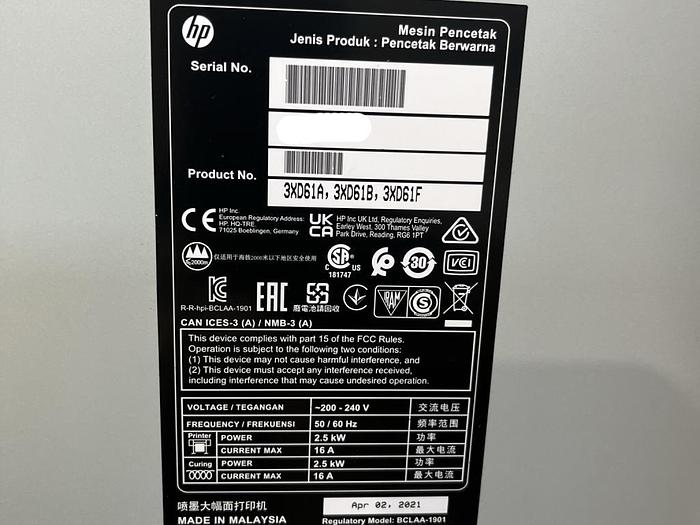 hp
Mesin Pencetak
Jenis Produk : Pencetak Berwarna
Serial No.
Product No.
3XD61A, 3XD61B, 3XD61F
CE
HP Inc.
European Regulatory Address:
HP, HQ-TRE
71025 Boeblingen, Germany
UK
CA
HP Inc UK Ltd, Regulatory Enquiries,
Earley West, 300 Thames Valley
Park Drive, Reading, RG6 1PT
2000m
仅适用于海拔2000米以下地区安全使用
C SA US
181747
30
VCI
R-R-hpi-BCLAA-1901
EAC
廢電池請回收
IRAM
S
CAN ICES-3 (A) / NMB-3 (A)
This device complies with part 15 of the FCC Rules.
Operation is subject to the following two conditions:
(1) This device may not cause harmful interference, and
(2) This device must accept any interference received,
including interference that may cause undesired operation.
VOLTAGE / TEGANGAN ~200 - 240 V 交流电压
FREQUENCY / FREKUENSI 50 / 60 Hz 频率范围
Printer POWER 2.5 kW 功率
CURRENT MAX 16 A 最大电流
Curing POWER 2.5 kW 功率
CURRENT MAX 16 A 最大电流
喷墨大幅面打印机
Apr 02, 2021
MADE IN MALAYSIA Regulatory Model: BCLAA-1901